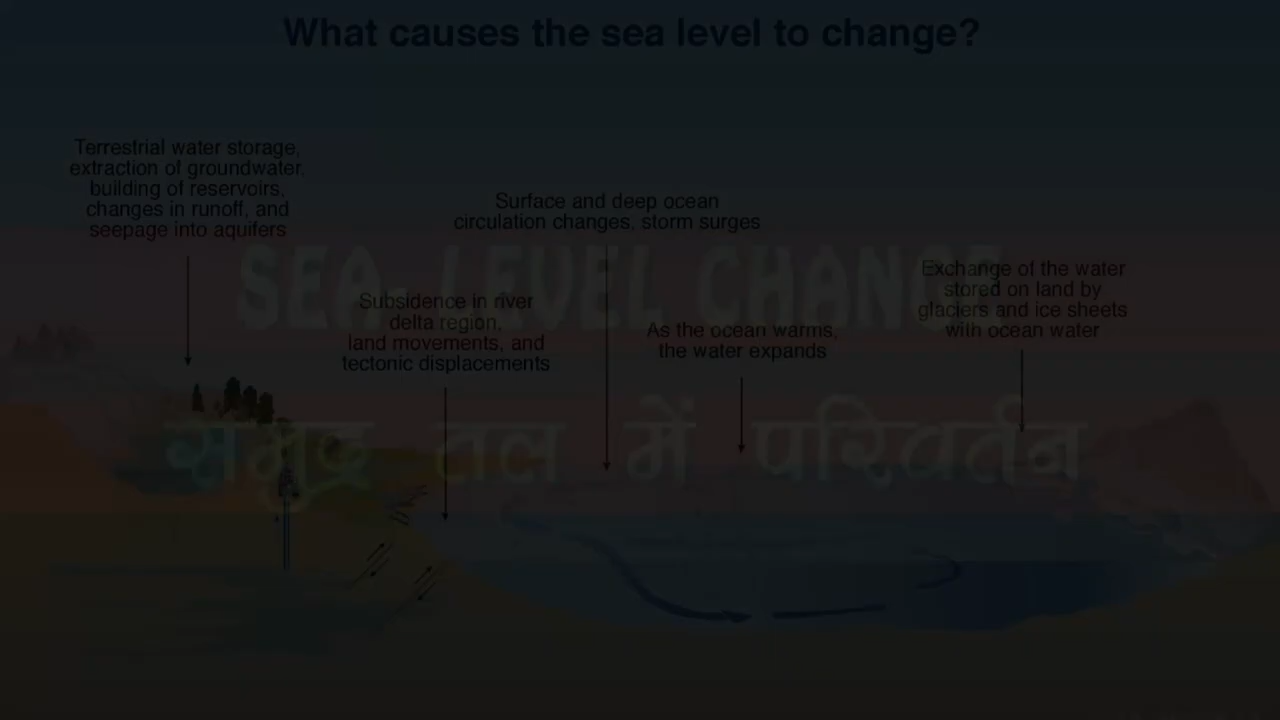 What causes the sea level to change?
Terrestrial water storage,
extraction of groundwater,
building of reservoirs,
changes in runoff, and
seepage into aquifers
Surface and deep ocean
circulation changes, storm surges
SEA-LEVEL CHANGE
Subsidence in river
delta region,
land movements, and
tectonic displacements
As the ocean warms,
the water expands
Exchange of the water
stored on land by
glaciers and ice sheets
with ocean water
समुद्र तल में परिवर्तन